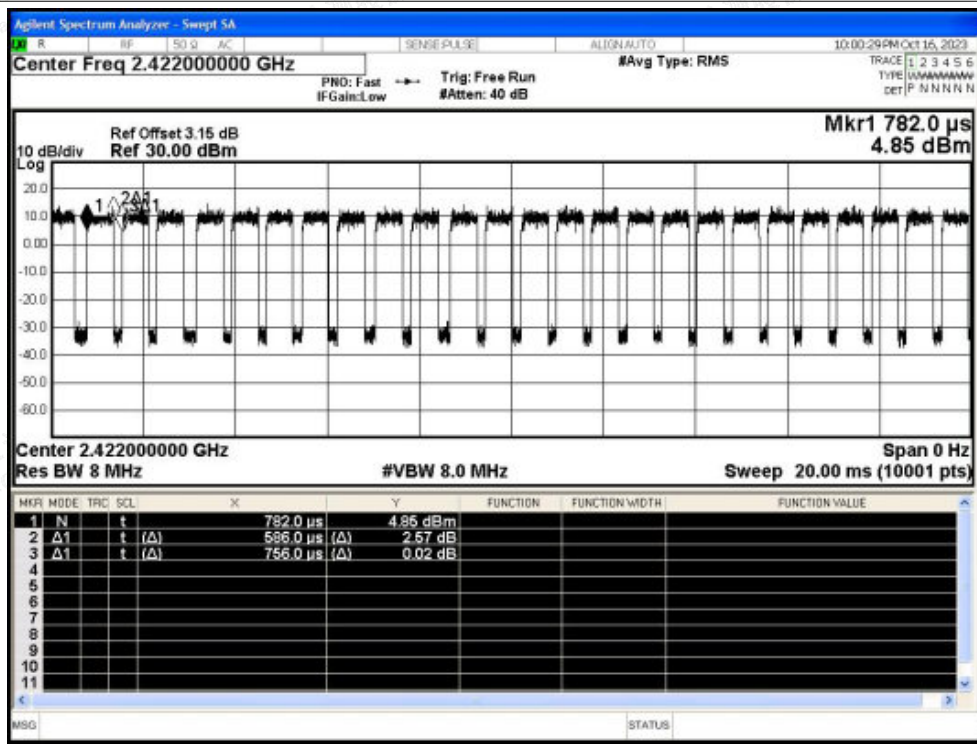 Agilent Spectrum Analyzer - Swept SA
R RF 50 Ω AC SENSE:PULSE ALIGN AUTO 10:00:29 PM Oct 16, 2023
Center Freq 2.422000000 GHz #Avg Type: RMS TRACE 1 2 3 4 5 6
PNO: Fast Trig: Free Run TYPE
IFGain:Low #Atten: 40 dB DET P N N N N N
Mkr1 782.0 µs
4.85 dBm
Ref Offset 3.15 dB
10 dB/div Ref 30.00 dBm
Log
20.0
1 2Δ1
10.0
0.00
-10.0
-20.0
-30.0
-40.0
-50.0
-60.0
Center 2.422000000 GHz Span 0 Hz
Res BW 8 MHz #VBW 8.0 MHz Sweep 20.00 ms (10001 pts)
MKR MODE TRC SCL X Y FUNCTION FUNCTION WIDTH FUNCTION VALUE
1 N t 782.0 µs 4.85 dBm
2 Δ1 t (Δ) 586.0 µs (Δ) 2.57 dB
3 Δ1 t (Δ) 756.0 µs (Δ) 0.02 dB
4
5
6
7
8
9
10
11
MSG STATUS